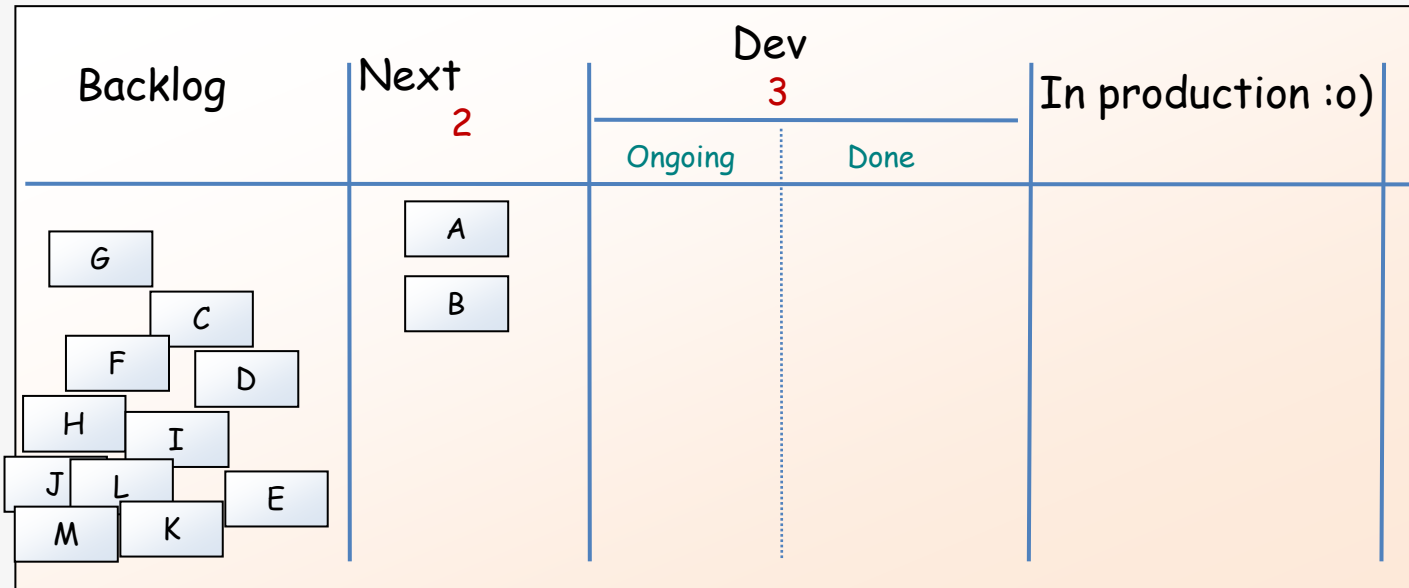 Backlog
Next
2
Dev
3
Ongoing
Done
In production :o)
G
C
F
D
H
I
J
L
E
M
K
A
B